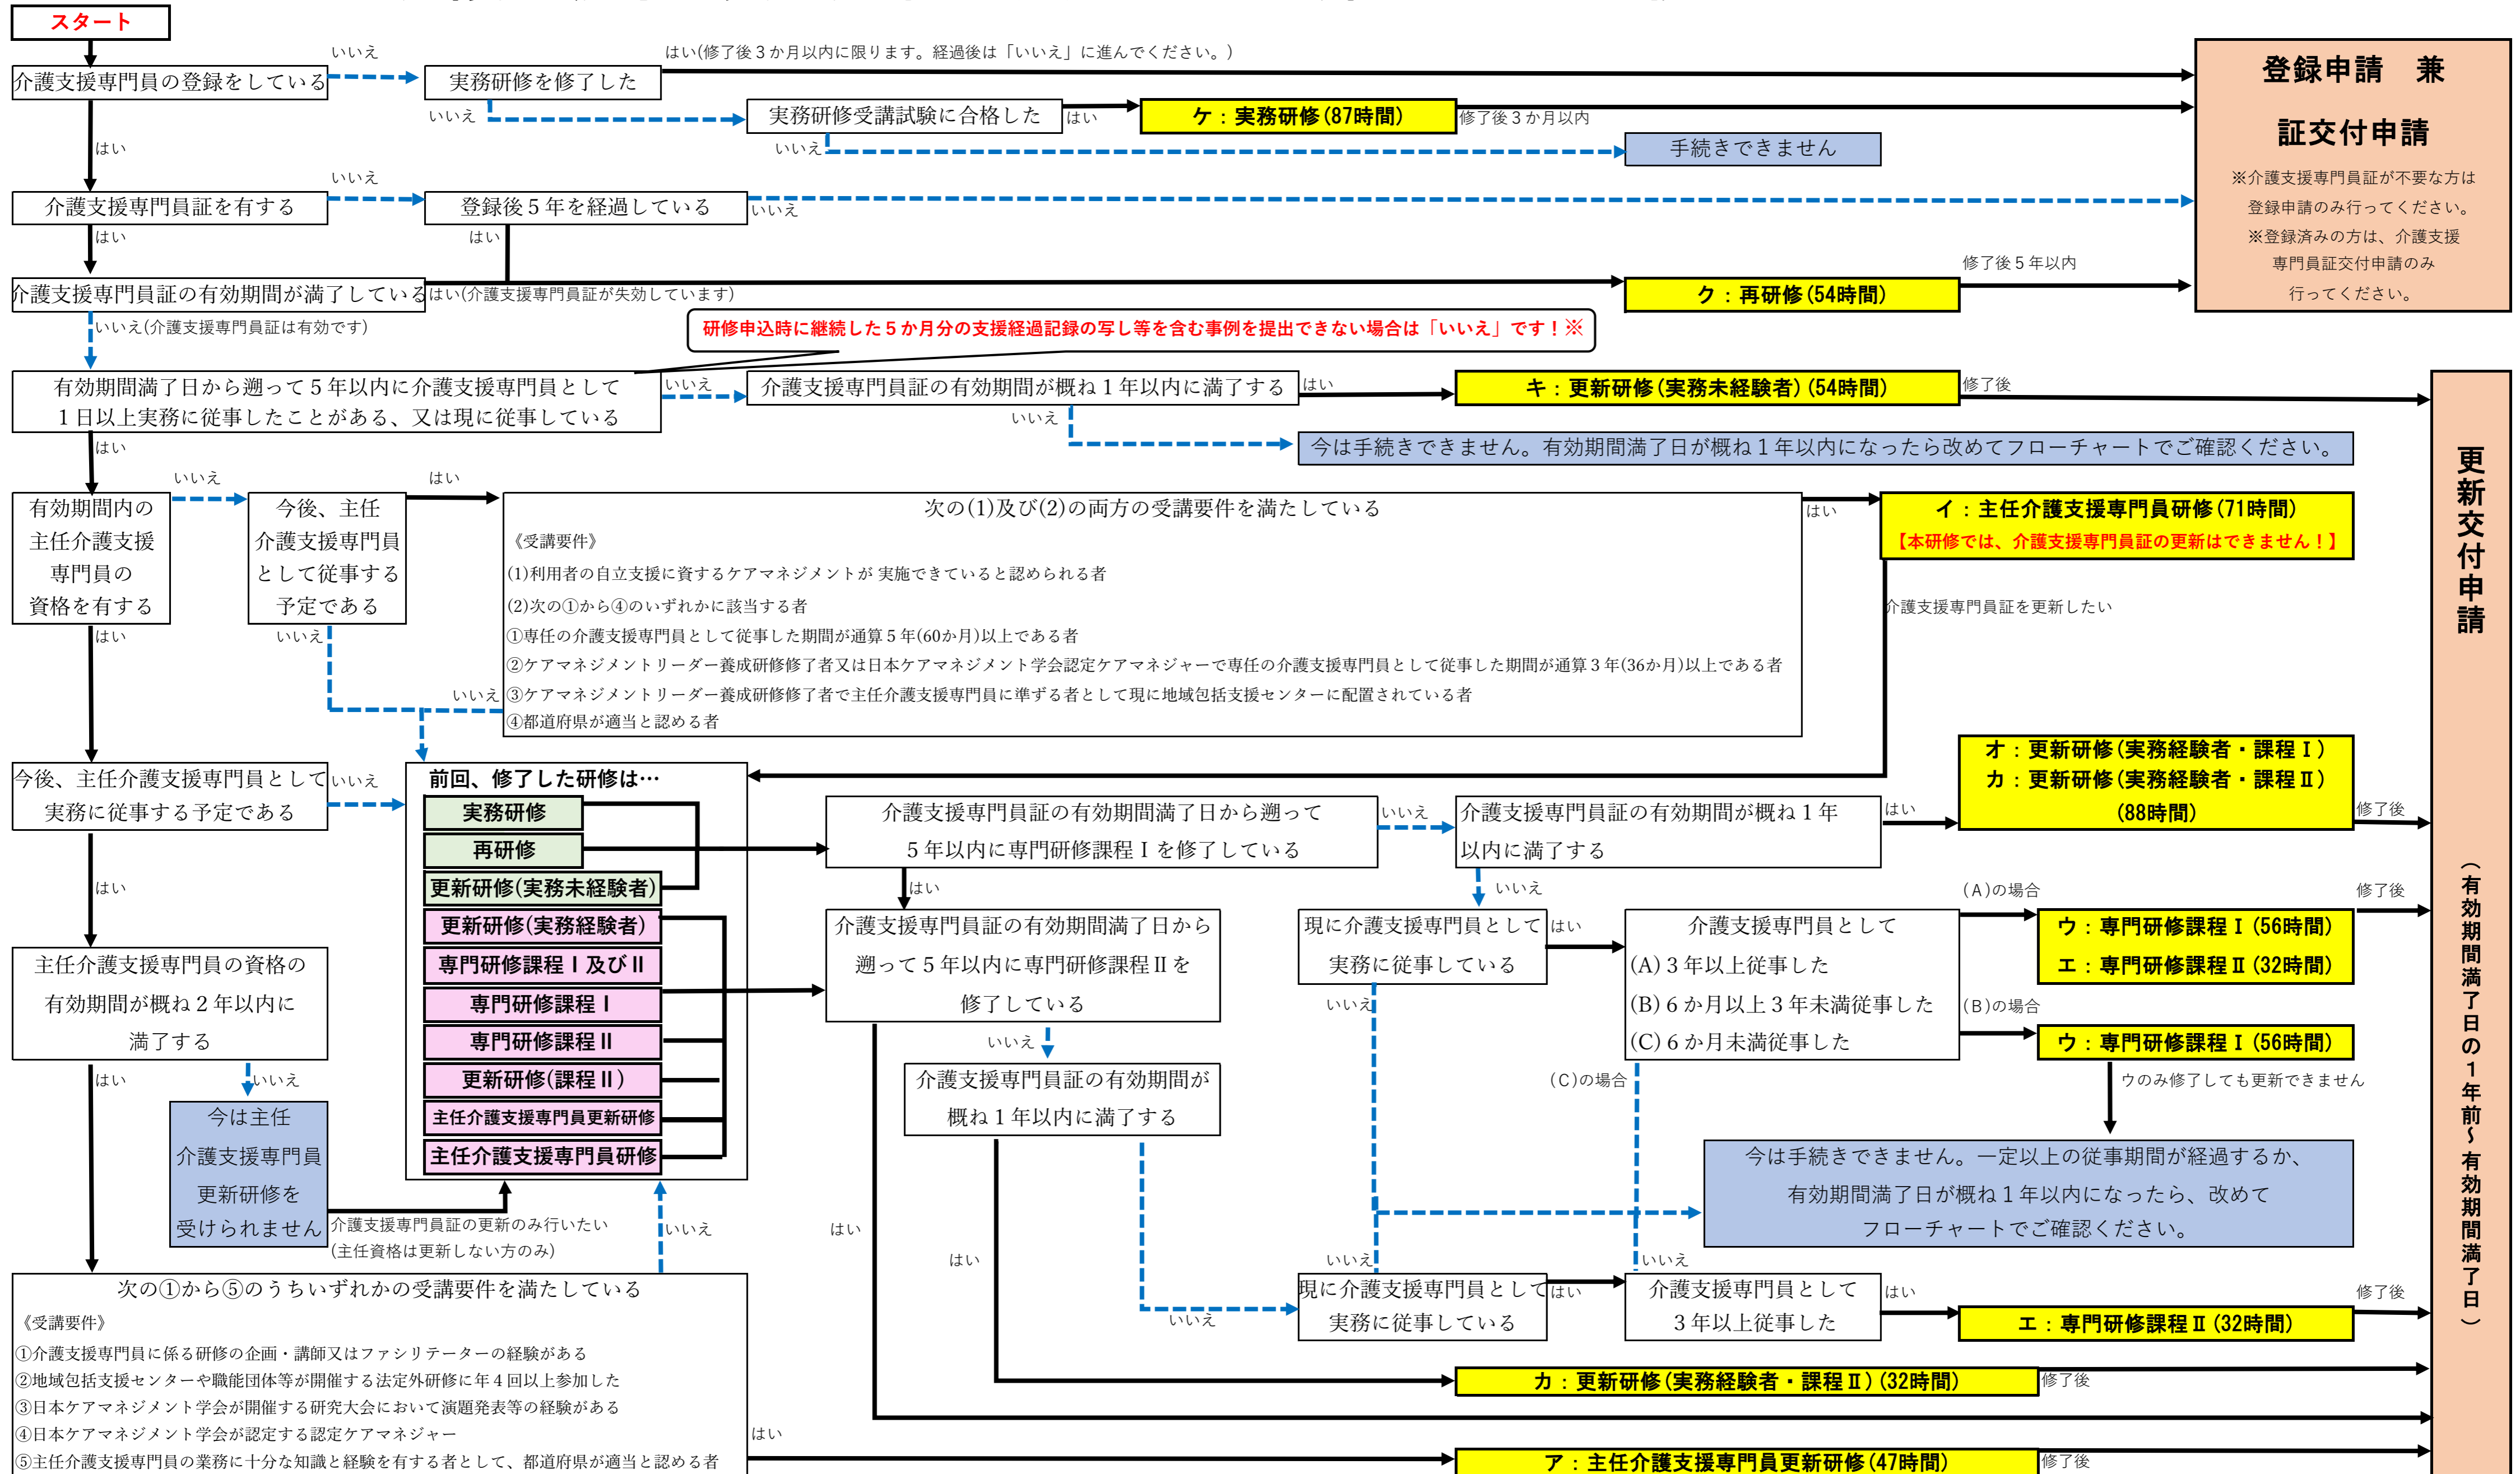 スタート
介護支援専門員の登録をしている
いいえ
実務研修を修了した
はい(修了後3か月以内に限ります。経過後は「いいえ」に進んでください。)
登録申請　兼
証交付申請
※介護支援専門員証が不要な方は
登録申請のみ行ってください。
※登録済みの方は、介護支援
専門員証交付申請のみ
行ってください。
いいえ
実務研修受講試験に合格した
はい
ケ：実務研修(87時間)
修了後3か月以内
いいえ
手続きできません
はい
いいえ
介護支援専門員証を有する
登録後5年を経過している
いいえ
はい
はい
介護支援専門員証の有効期間が満了している
はい(介護支援専門員証が失効しています)
ク：再研修(54時間)
修了後5年以内
いいえ(介護支援専門員証は有効です)
研修申込時に継続した5か月分の支援経過記録の写し等を含む事例を提出できない場合は「いいえ」です！※
有効期間満了日から遡って5年以内に介護支援専門員として
1日以上実務に従事したことがある、又は現に従事している
いいえ
介護支援専門員証の有効期間が概ね1年以内に満了する
はい
キ：更新研修(実務未経験者)(54時間)
修了後
いいえ
今は手続きできません。有効期間満了日が概ね1年以内になったら改めてフローチャートでご確認ください。
更新交付申請
（有効期間満了日の1年前～有効期間満了日）
はい
有効期間内の
主任介護支援
専門員の
資格を有する
いいえ
今後、主任
介護支援専門員
として従事する
予定である
はい
次の(1)及び(2)の両方の受講要件を満たしている
《受講要件》
(1)利用者の自立支援に資するケアマネジメントが 実施できていると認められる者
(2)次の①から④のいずれかに該当する者
①専任の介護支援専門員として従事した期間が通算5年(60か月)以上である者
②ケアマネジメントリーダー養成研修修了者又は日本ケアマネジメント学会認定ケアマネジャーで専任の介護支援専門員として従事した期間が通算3年(36か月)以上である者
③ケアマネジメントリーダー養成研修修了者で主任介護支援専門員に準ずる者として現に地域包括支援センターに配置されている者
④都道府県が適当と認める者
はい
イ：主任介護支援専門員研修(71時間)
【本研修では、介護支援専門員証の更新はできません！】
介護支援専門員証を更新したい
はい
いいえ
いいえ
今後、主任介護支援専門員として
実務に従事する予定である
いいえ
前回、修了した研修は…
実務研修
再研修
更新研修(実務未経験者)
更新研修(実務経験者)
専門研修課程Ⅰ及びⅡ
専門研修課程Ⅰ
専門研修課程Ⅱ
更新研修(課程Ⅱ)
主任介護支援専門員更新研修
主任介護支援専門員研修
介護支援専門員証の有効期間満了日から遡って
5年以内に専門研修課程Ⅰを修了している
いいえ
介護支援専門員証の有効期間が概ね1年
以内に満了する
はい
オ：更新研修(実務経験者・課程Ⅰ)
カ：更新研修(実務経験者・課程Ⅱ)
(88時間)
修了後
はい
はい
いいえ
介護支援専門員証の有効期間満了日から
遡って5年以内に専門研修課程Ⅱを
修了している
現に介護支援専門員として
実務に従事している
はい
介護支援専門員として
(A)3年以上従事した
(B)6か月以上3年未満従事した
(C)6か月未満従事した
(A)の場合
ウ：専門研修課程Ⅰ(56時間)
エ：専門研修課程Ⅱ(32時間)
修了後
(B)の場合
ウ：専門研修課程Ⅰ(56時間)
ウのみ修了しても更新できません
いいえ
(C)の場合
主任介護支援専門員の資格の
有効期間が概ね2年以内に
満了する
はい
いいえ
今は主任
介護支援専門員
更新研修を
受けられません
介護支援専門員証の更新のみ行いたい
(主任資格は更新しない方のみ)
いいえ
いいえ
介護支援専門員証の有効期間が
概ね1年以内に満了する
今は手続きできません。一定以上の従事期間が経過するか、
有効期間満了日が概ね1年以内になったら、改めて
フローチャートでご確認ください。
はい
はい
いいえ
いいえ
いいえ
現に介護支援専門員として
実務に従事している
はい
介護支援専門員として
3年以上従事した
はい
エ：専門研修課程Ⅱ(32時間)
修了後
次の①から⑤のうちいずれかの受講要件を満たしている
《受講要件》
①介護支援専門員に係る研修の企画・講師又はファシリテーターの経験がある
②地域包括支援センターや職能団体等が開催する法定外研修に年4回以上参加した
③日本ケアマネジメント学会が開催する研究大会において演題発表等の経験がある
④日本ケアマネジメント学会が認定する認定ケアマネジャー
⑤主任介護支援専門員の業務に十分な知識と経験を有する者として、都道府県が適当と認める者
カ：更新研修(実務経験者・課程Ⅱ)(32時間)
修了後
はい
ア：主任介護支援専門員更新研修(47時間)
修了後